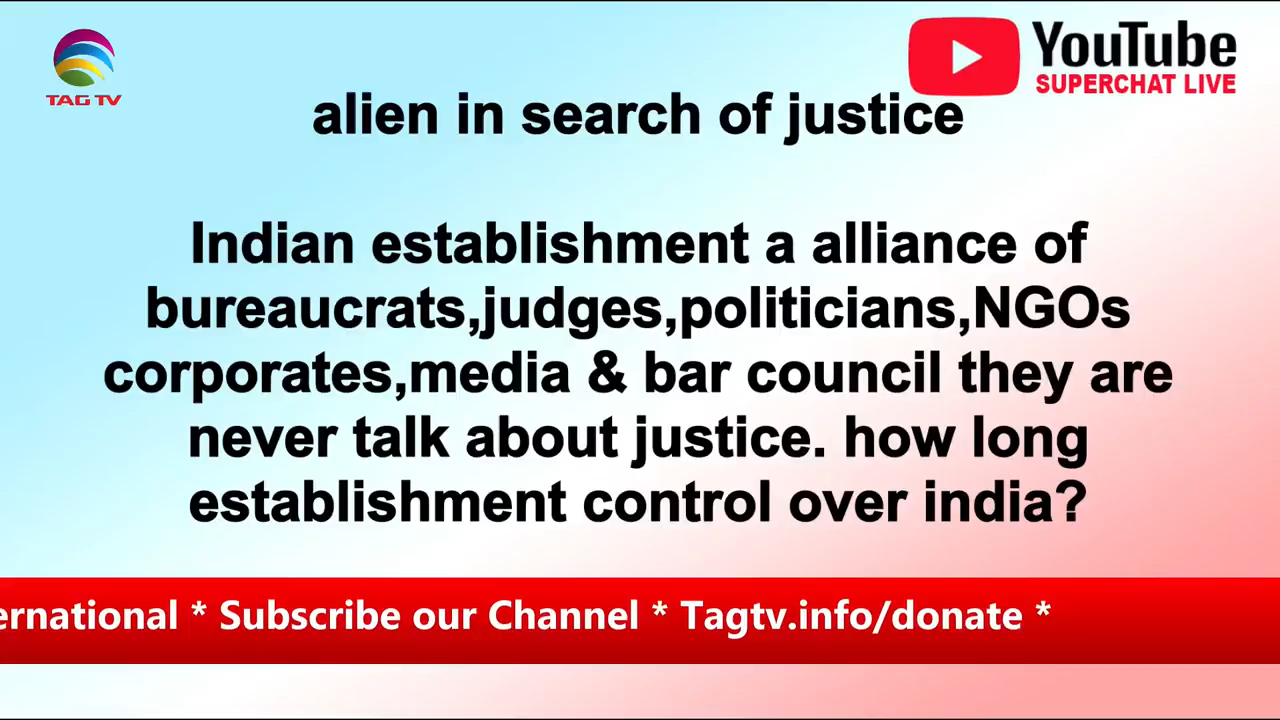 TAG TV
YouTube
SUPERCHAT LIVE
alien in search of justice
Indian establishment a alliance of
bureaucrats,judges,politicians,NGOs
corporates,media & bar council they are
never talk about justice. how long
establishment control over india?
ernational * Subscribe our Channel * Tagtv.info/donate *